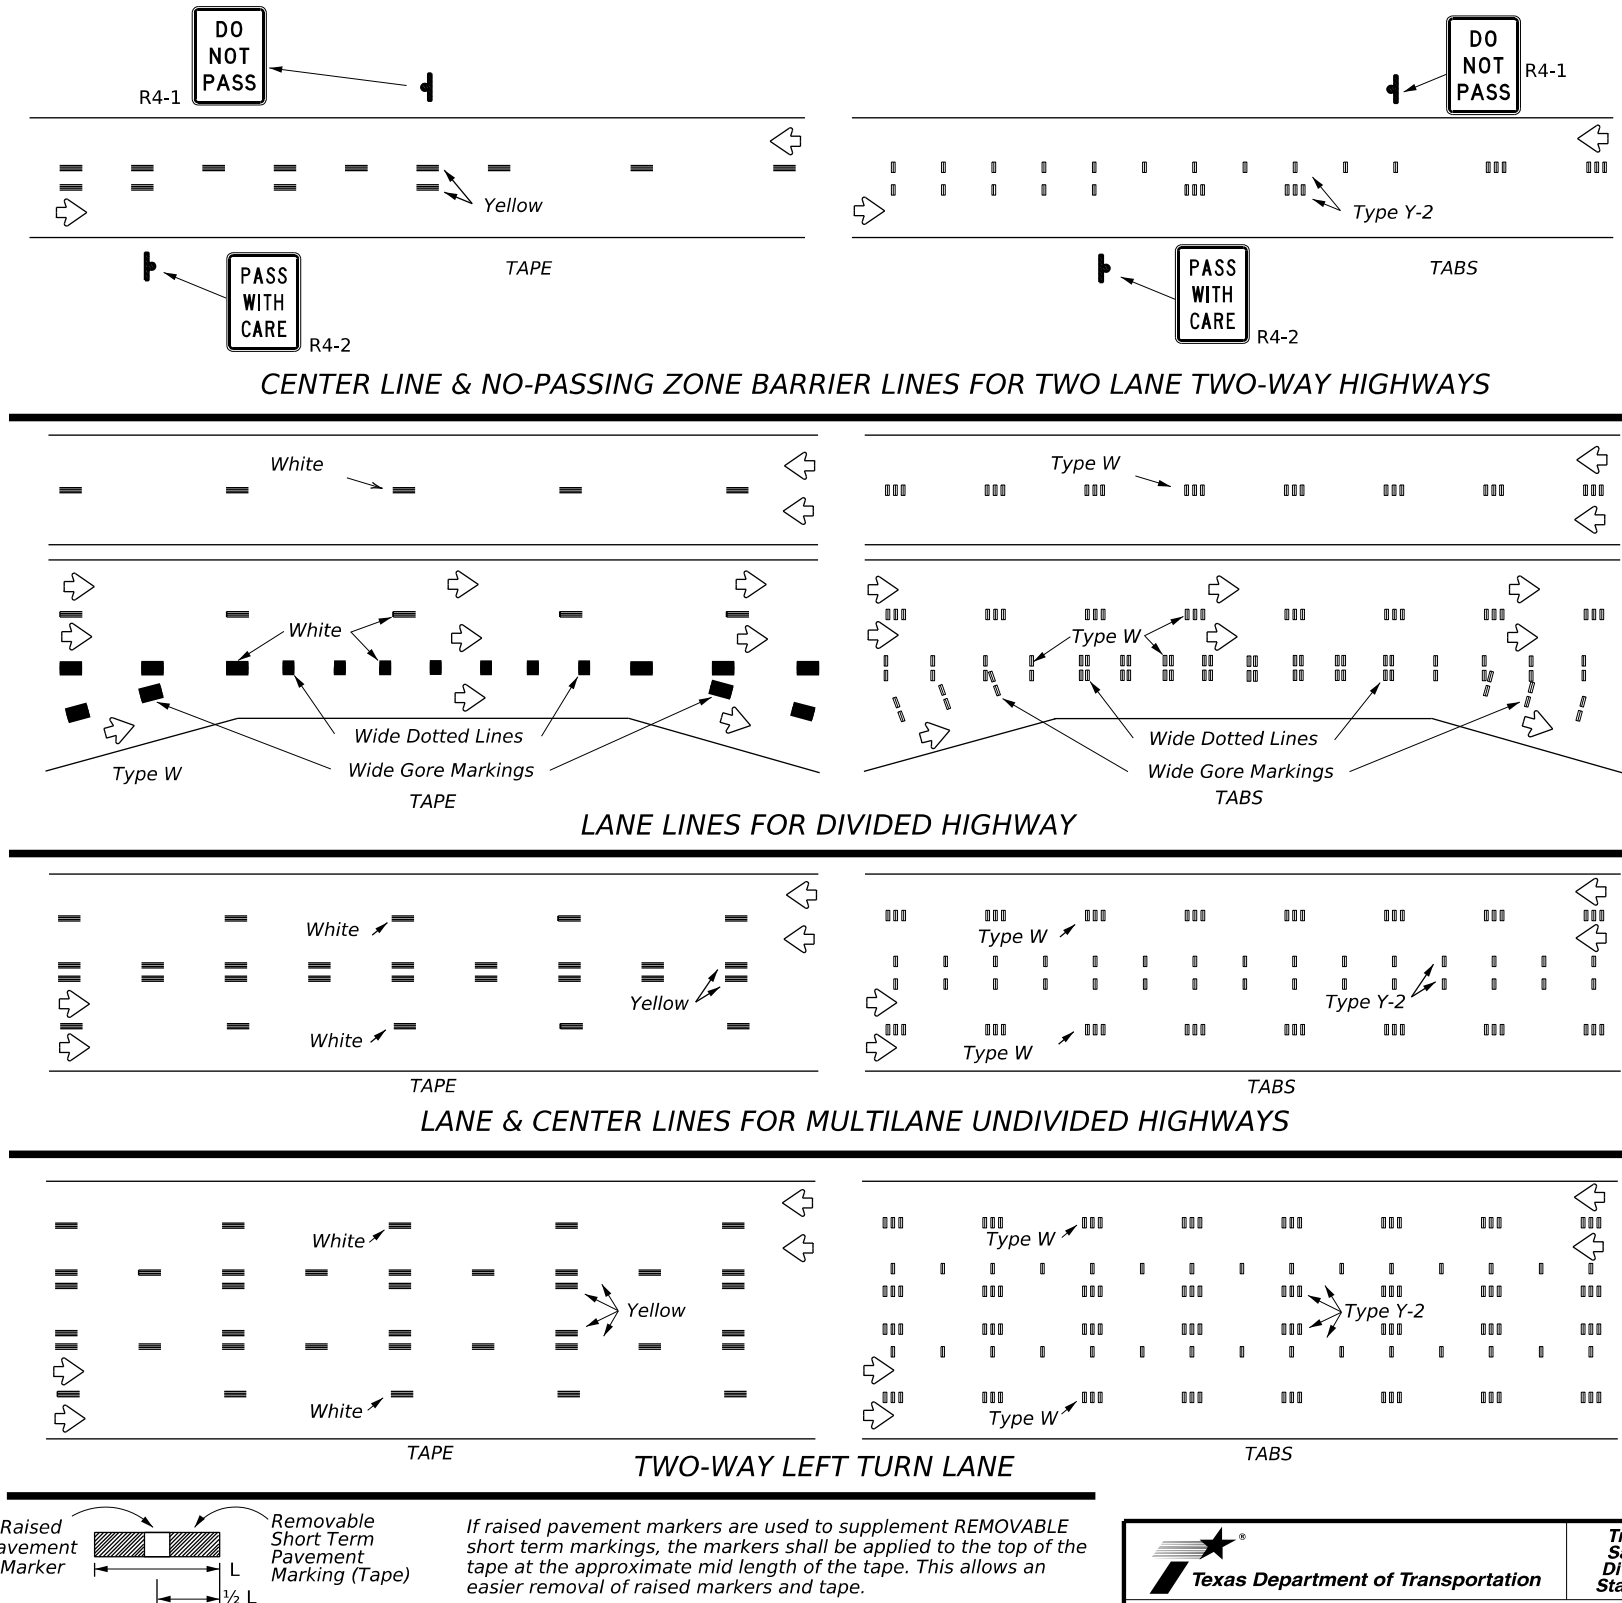 DO
NOT
PASS
R4-1
DO
NOT
PASS
R4-1
Yellow
Type Y-2
TAPE
TABS
PASS
WITH
CARE
R4-2
PASS
WITH
CARE
R4-2
CENTER LINE & NO-PASSING ZONE BARRIER LINES FOR TWO LANE TWO-WAY HIGHWAYS
White
Type W
White
Type W
Wide Dotted Lines
Wide Dotted Lines
Type W
Wide Gore Markings
Wide Gore Markings
TAPE
TABS
LANE LINES FOR DIVIDED HIGHWAY
White
Type W
Yellow
Type Y-2
White
Type W
TAPE
TABS
LANE & CENTER LINES FOR MULTILANE UNDIVIDED HIGHWAYS
White
Type W
Yellow
Type Y-2
White
Type W
TAPE
TABS
TWO-WAY LEFT TURN LANE
Raised
avement
Marker
Removable
Short Term
Pavement
Marking (Tape)
L
½ L
If raised pavement markers are used to supplement REMOVABLE
short term markings, the markers shall be applied to the top of the
tape at the approximate mid length of the tape. This allows an
easier removal of raised markers and tape.
®
Texas Department of Transportation